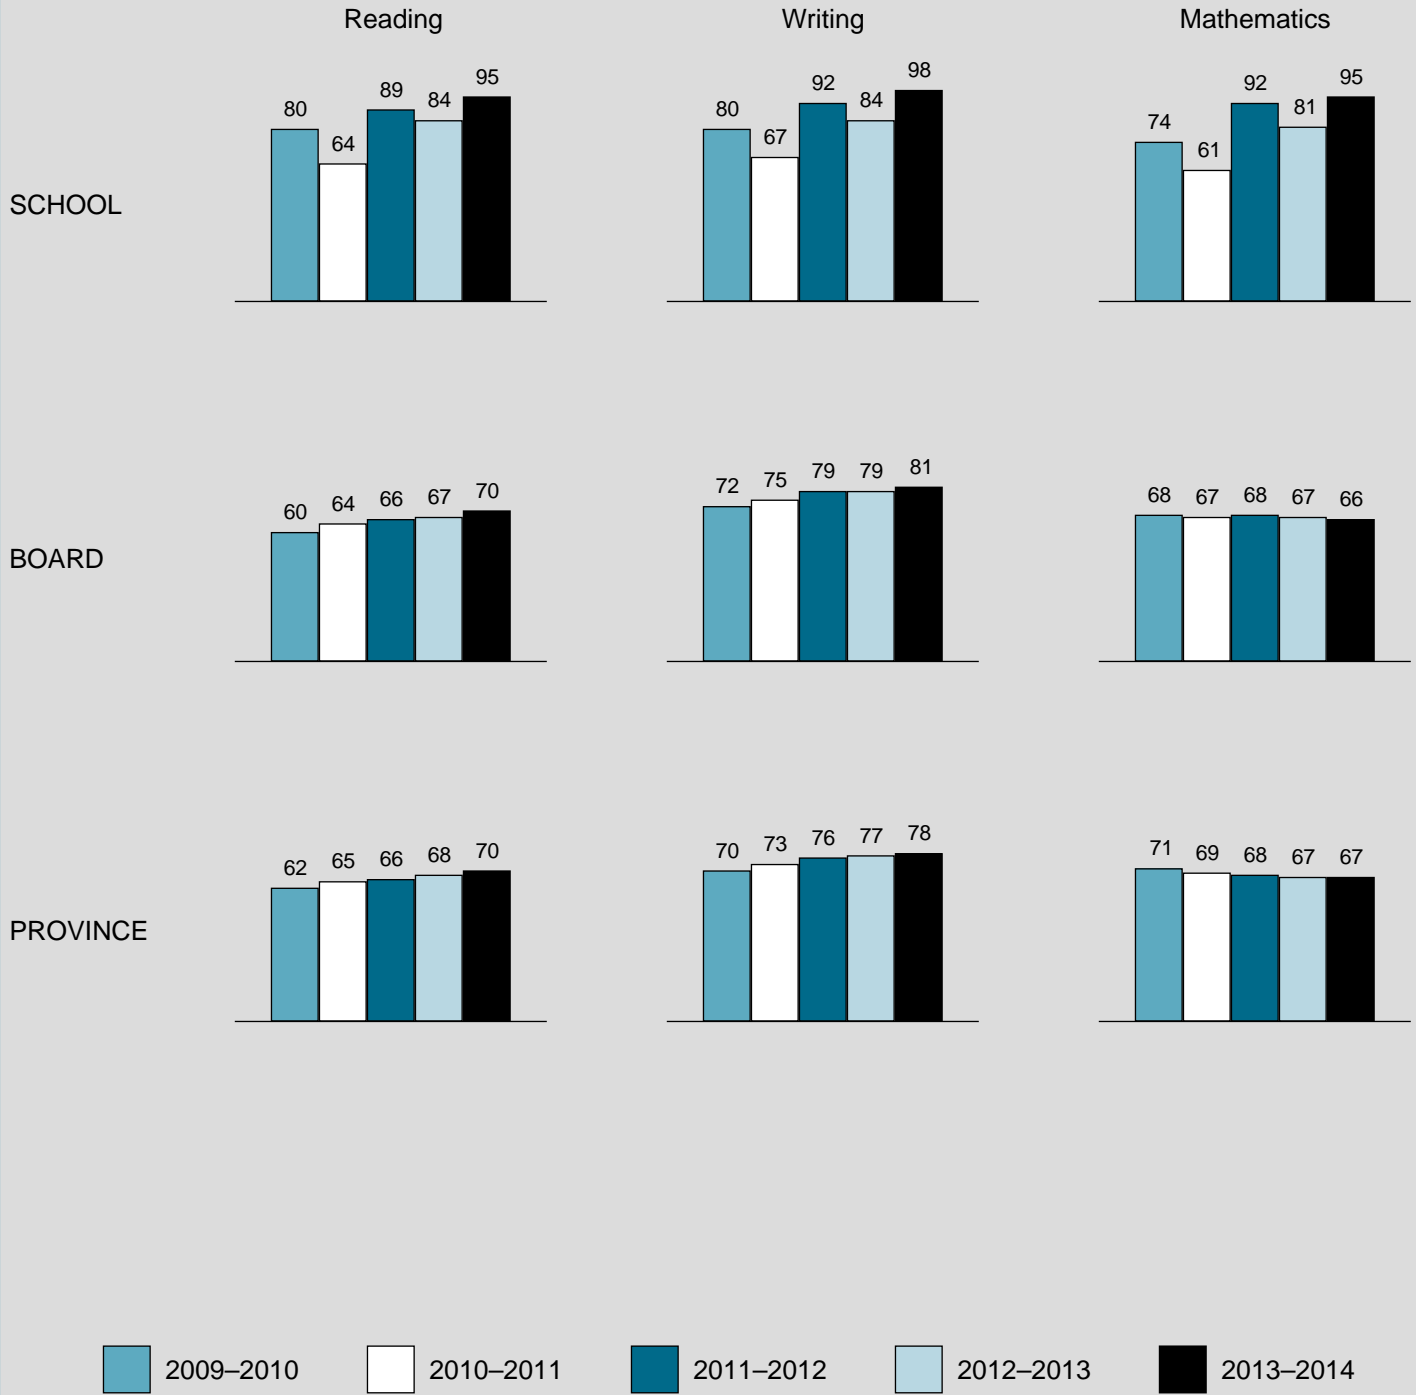 Reading Writing Mathematics
SCHOOL
80 64 89 84 95
80 67 92 84 98
74 61 92 81 95
BOARD
60 64 66 67 70
72 75 79 79 81
68 67 68 67 66
PROVINCE
62 65 66 68 70
70 73 76 77 78
71 69 68 67 67
2009–2010 2010–2011 2011–2012 2012–2013 2013–2014